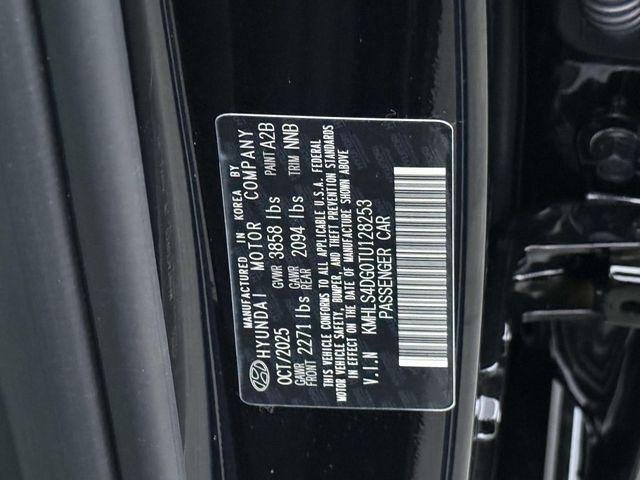 MANUFACTURED IN KOREA BY
HYUNDAI MOTOR COMPANY
OCT/2025 GVWR 3858 lbs PAINT A2B
GAWR FRONT 2271 lbs GAWR REAR 2094 lbs TRIM NNB
THIS VEHICLE CONFORMS TO ALL APPLICABLE U.S.A. FEDERAL
MOTOR VEHICLE SAFETY, BUMPER, AND THEFT PREVENTION STANDARDS
IN EFFECT ON THE DATE OF MANUFACTURE SHOWN ABOVE
V.I.N KMHLS4DG0TU128253
PASSENGER CAR